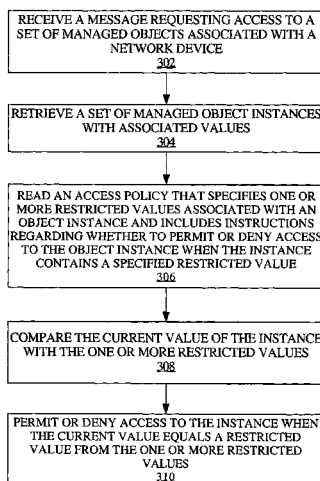 RECEIVE A MESSAGE REQUESTING ACCESS TO A
SET OF MANAGED OBJECTS ASSOCIATED WITH A
NETWORK DEVICE
302
RETRIEVE A SET OF MANAGED OBJECT INSTANCES
WITH ASSOCIATED VALUES
304
READ AN ACCESS POLICY THAT SPECIFIES ONE OR
MORE RESTRICTED VALUES ASSOCIATED WITH AN
OBJECT INSTANCE AND INCLUDES INSTRUCTIONS
REGARDING WHETHER TO PERMIT OR DENY ACCESS
TO THE OBJECT INSTANCE WHEN THE INSTANCE
CONTAINS A SPECIFIED RESTRICTED VALUE
306
COMPARE THE CURRENT VALUE OF THE INSTANCE
WITH THE ONE OR MORE RESTRICTED VALUES
308
PERMIT OR DENY ACCESS TO THE INSTANCE WHEN
THE CURRENT VALUE EQUALS A RESTRICTED
VALUE FROM THE ONE OR MORE RESTRICTED
VALUES
310